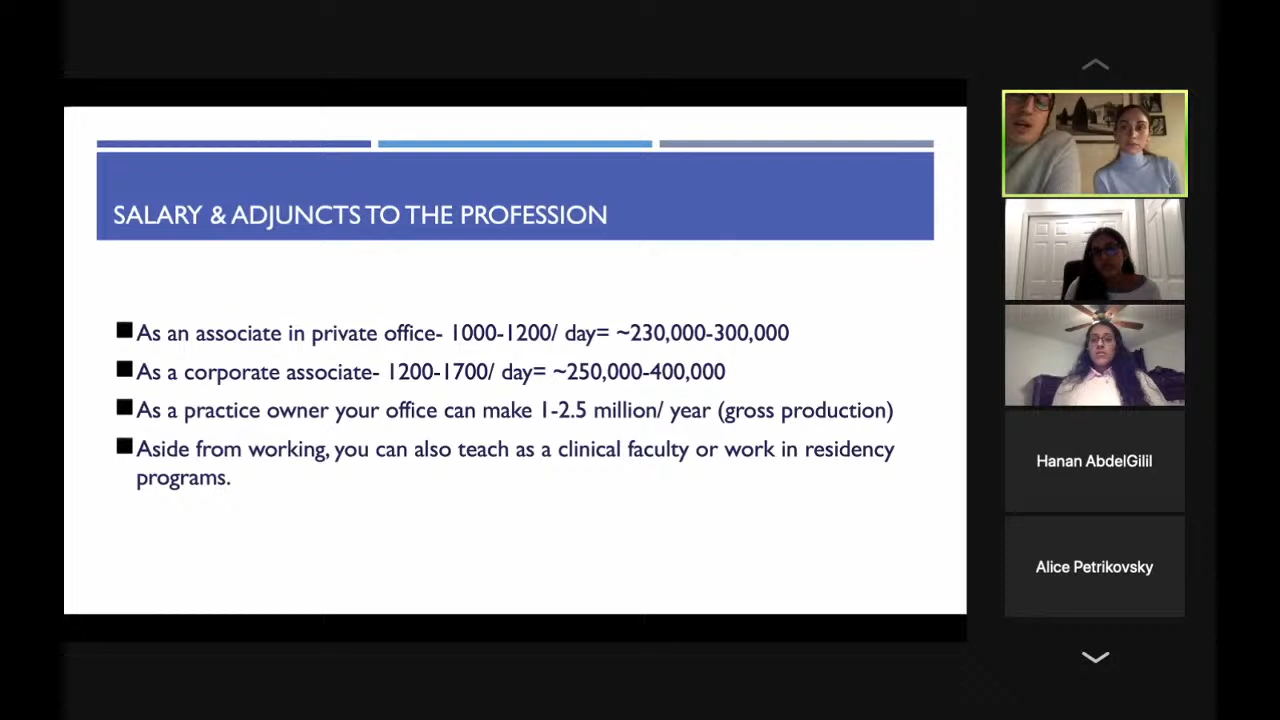 SALARY & ADJUNCTS TO THE PROFESSION
As an associate in private office- 1000-1200/ day= ~230,000-300,000
As a corporate associate- 1200-1700/ day= ~250,000-400,000
As a practice owner your office can make 1-2.5 million/ year (gross production)
Aside from working, you can also teach as a clinical faculty or work in residency
programs.
Hanan AbdelGilil
Alice Petrikovsky